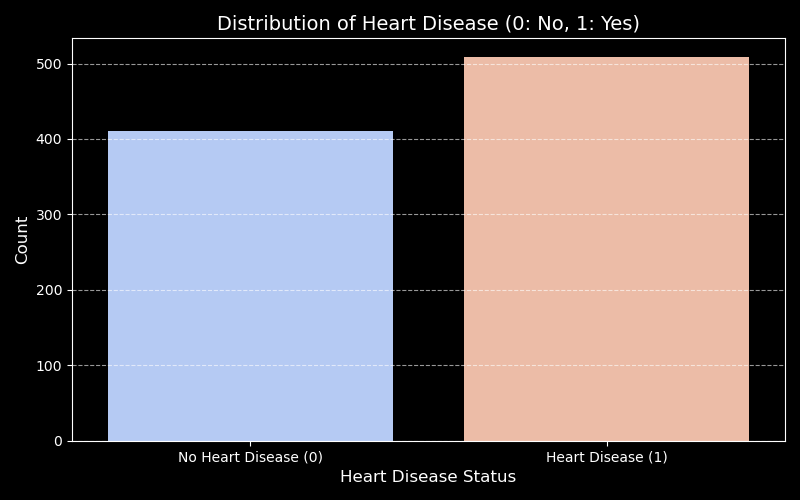 Distribution of Heart Disease (0: No, 1: Yes)
500
400
300
200
100
0
Count
No Heart Disease (0)
Heart Disease (1)
Heart Disease Status